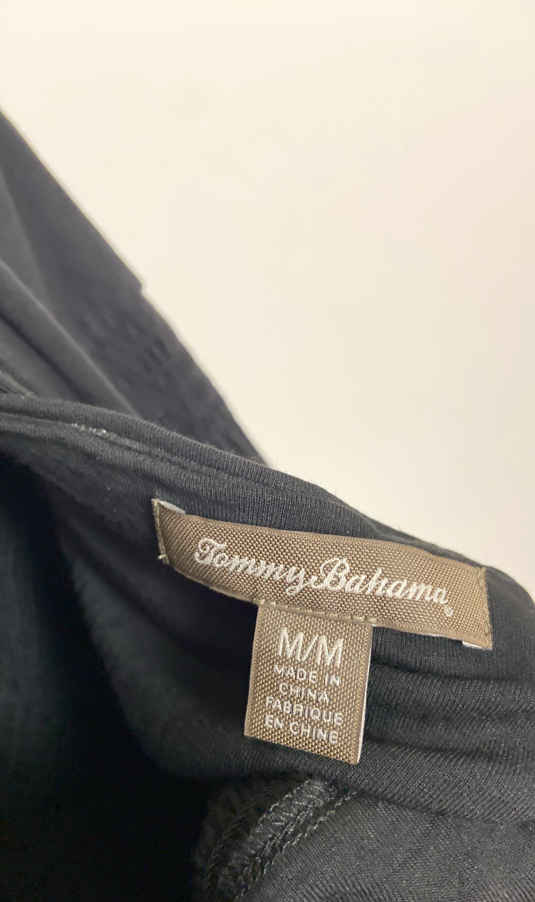 Tommy Bahama®
M/M
MADE IN
CHINA
FABRIQUE
EN CHINE